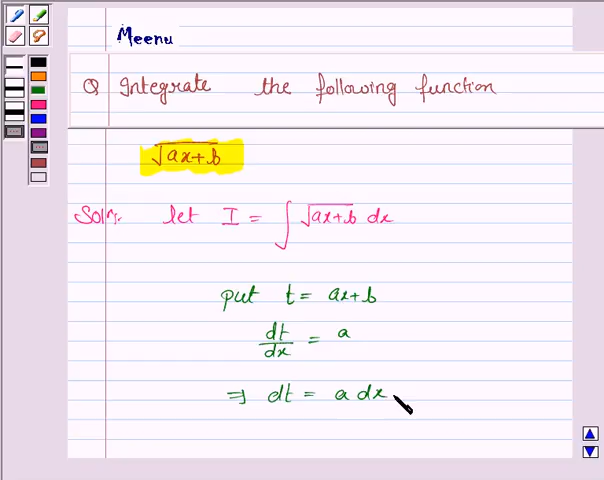 Meenu
Q Integrate the following function
√ax+b
Soln. let I = ∫ √ax+b dx
put t = ax+b
dt/dx = a
⇒ dt = a dx